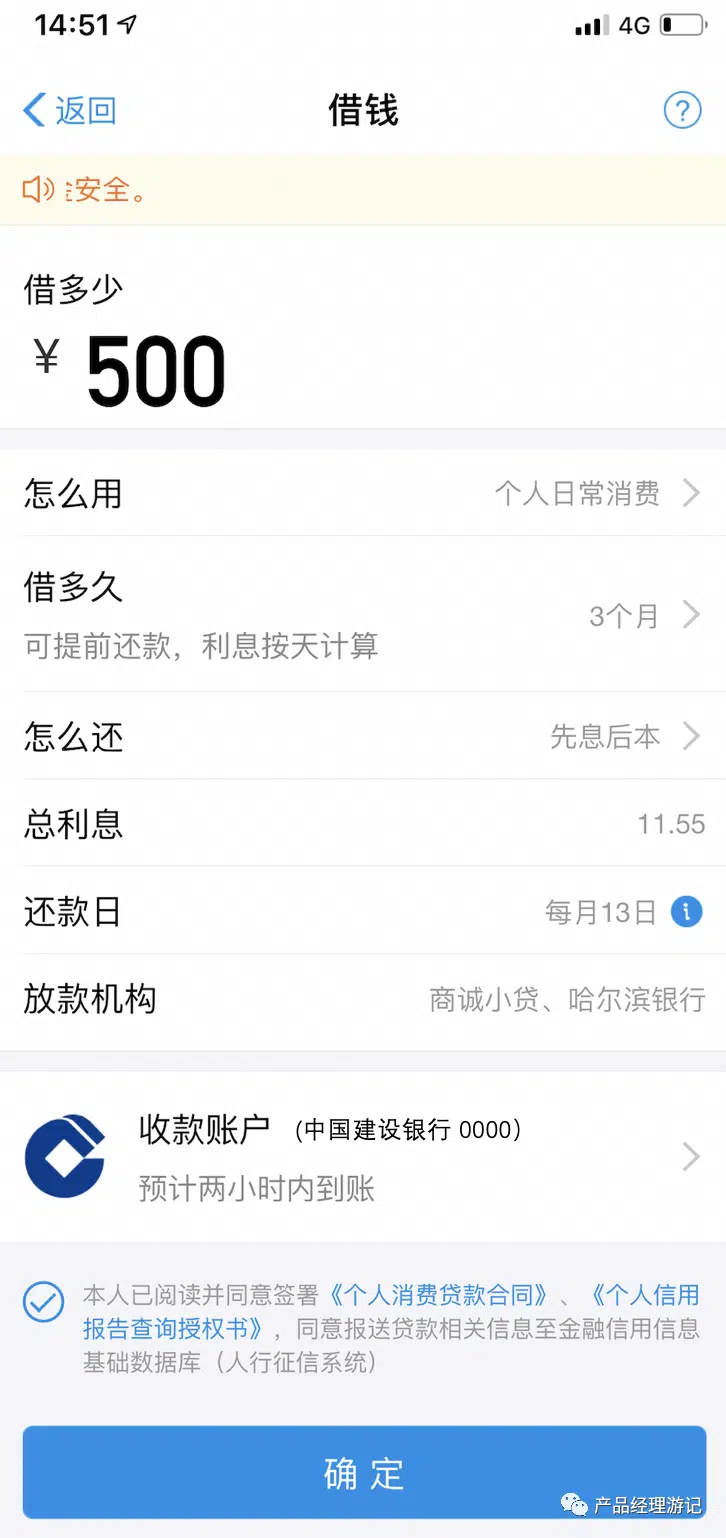 14:51 4G
返回 借钱 ?
安全。
借多少
¥ 500
怎么用 个人日常消费
借多久
3个月
可提前还款，利息按天计算
怎么还 先息后本
总利息 11.55
还款日 每月13日
放款机构 商诚小贷、哈尔滨银行
收款账户 (中国建设银行 0000)
预计两小时内到账
本人已阅读并同意签署《个人消费贷款合同》、《个人信用
报告查询授权书》，同意报送贷款相关信息至金融信用信息
基础数据库（人行征信系统）
确定
产品经理游记